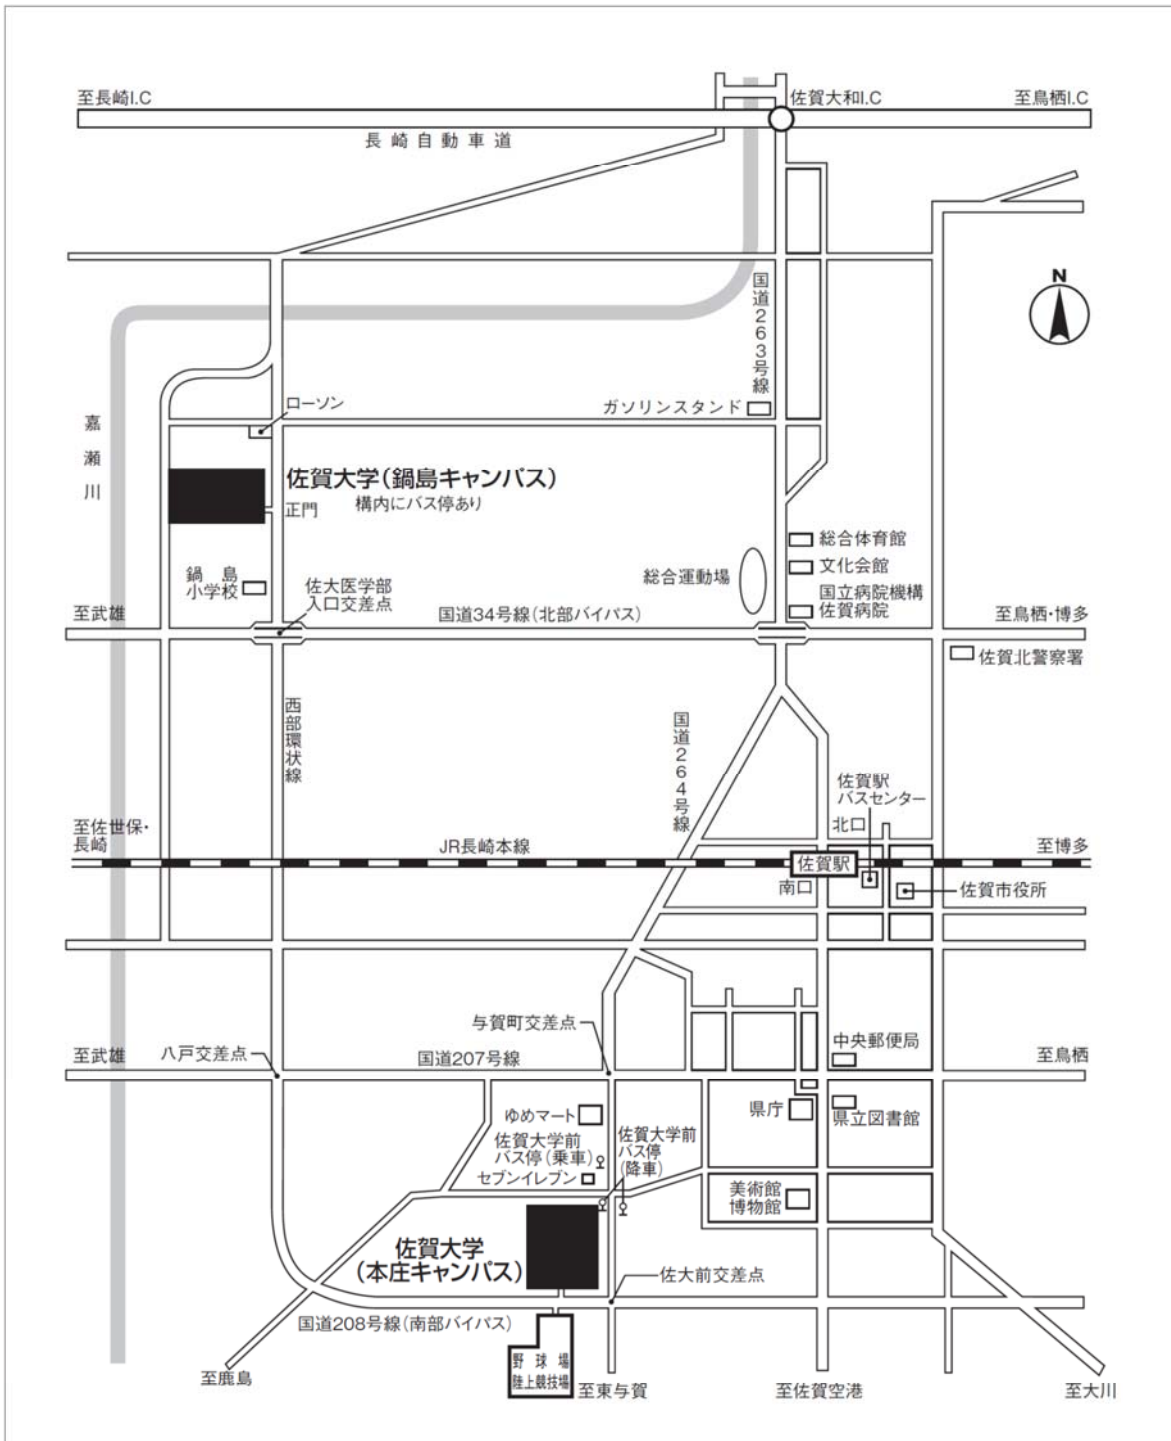 至長崎I.C
佐賀大和I.C
至鳥栖I.C
長崎自動車道
N
国道263号線
嘉瀬川
ローソン
ガソリンスタンド
佐賀大学(鍋島キャンパス)
正門
構内にバス停あり
総合体育館
文化会館
総合運動場
国立病院機構
佐賀病院
鍋島
小学校
佐大医学部
入口交差点
至武雄
国道34号線(北部バイパス)
至鳥栖・博多
佐賀北警察署
西部環状線
国道264号線
佐賀駅
バスセンター
北口
至佐世保・
長崎
JR長崎本線
佐賀駅
至博多
南口
佐賀市役所
与賀町交差点
至武雄
八戸交差点
国道207号線
中央郵便局
至鳥栖
ゆめマート
県庁
県立図書館
佐賀大学前
バス停(乗車)
佐賀大学前
バス停
(降車)
セブンイレブン
美術館
博物館
佐賀大学
(本庄キャンパス)
佐大前交差点
国道208号線(南部バイパス)
野球場
陸上競技場
至鹿島
至東与賀
至佐賀空港
至大川